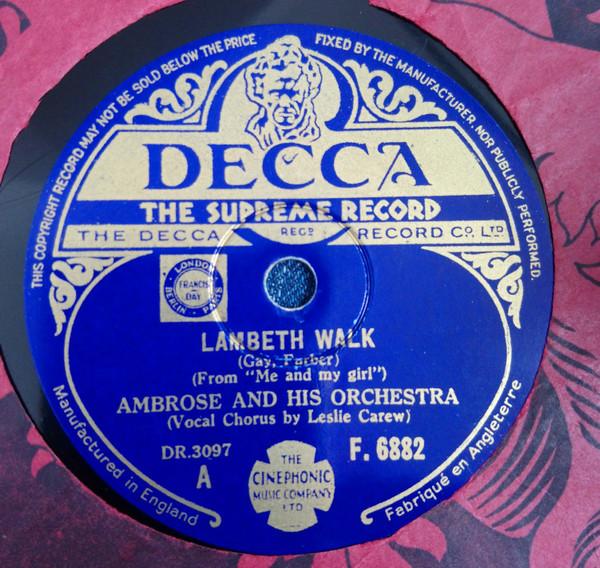 THIS COPYRIGHT RECORD MAY NOT BE SOLD BELOW THE PRICE FIXED BY THE MANUFACTURER, NOR PUBLICLY PERFORMED.
DECCA
THE SUPREME RECORD
THE DECCA REGD RECORD CO. LTD
LONDON
FRANCIS
DAY
BERLIN - PARIS
LAMBETH WALK
(Gay, Furber)
(From "Me and my girl")
AMBROSE AND HIS ORCHESTRA
(Vocal Chorus by Leslie Carew)
DR.3097 F. 6882
A
THE
CINEPHONIC
MUSIC COMPANY
LTD
Manufactured in England
Fabriqué en Angleterre